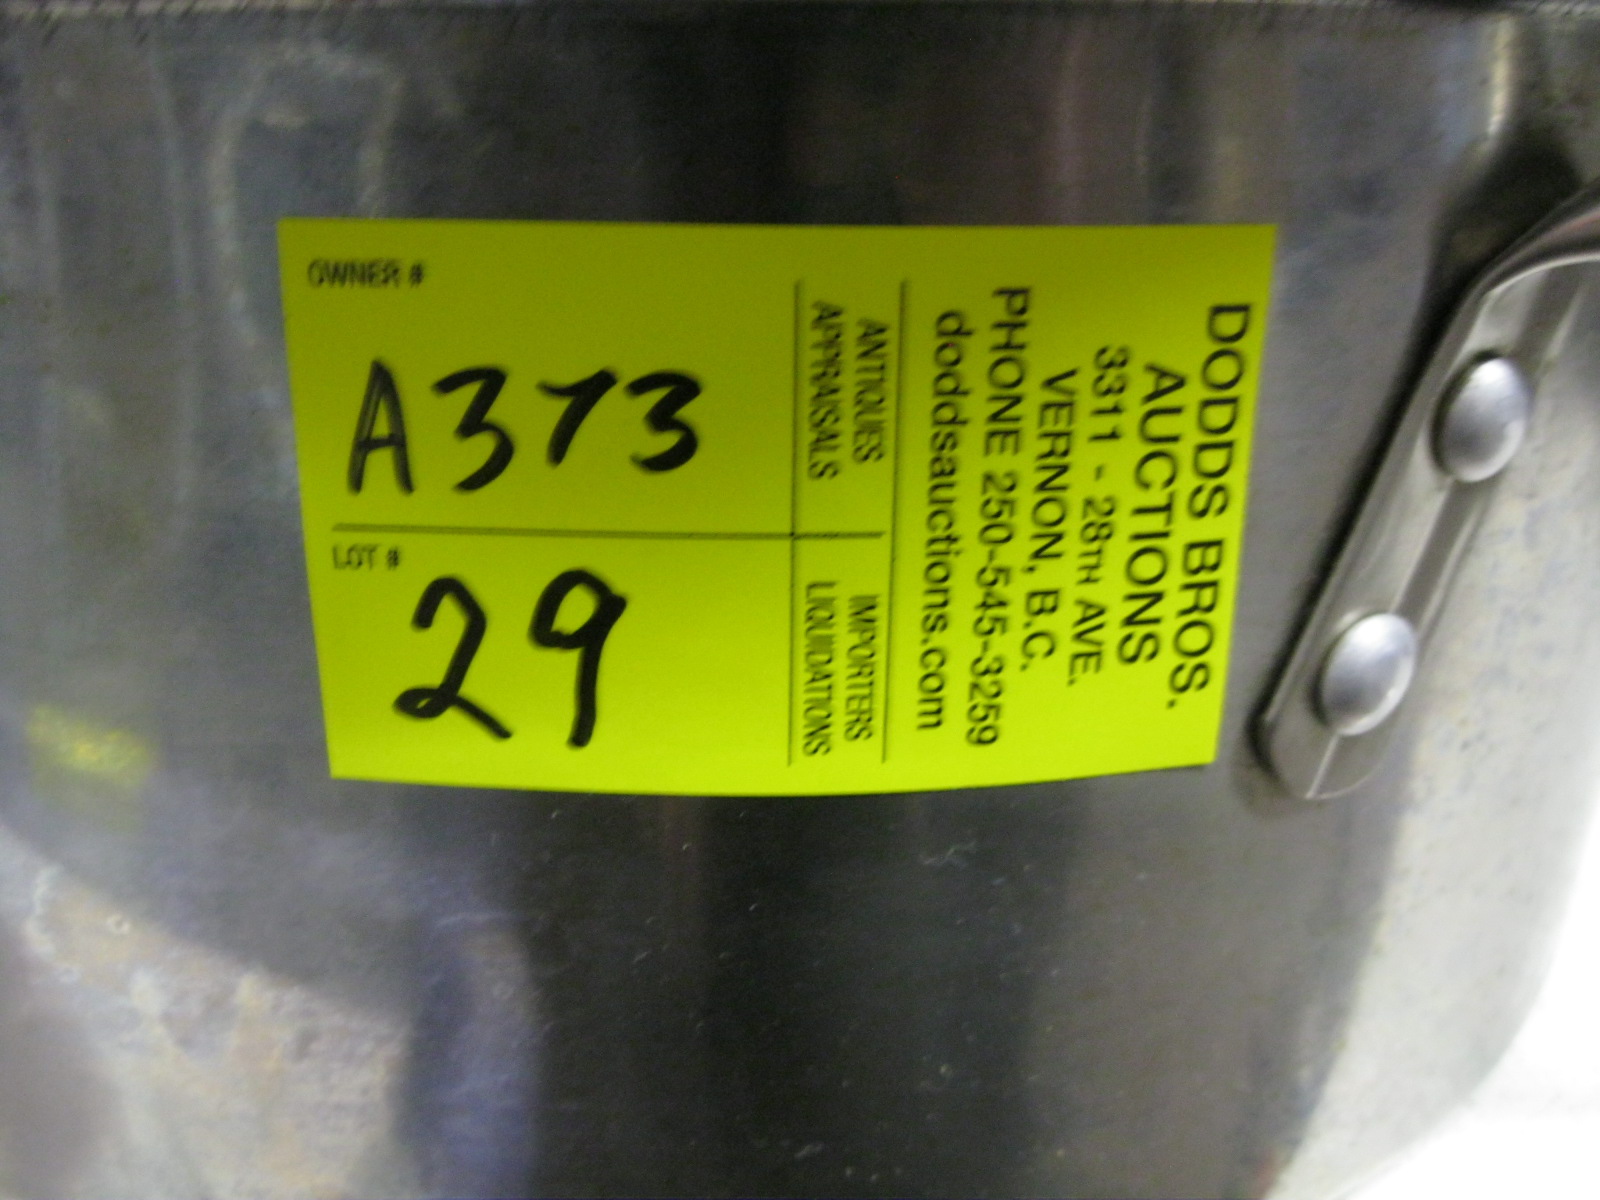 OWNER #
A373
LOT #
29
ANTIQUES
APPRAISALS
IMPORTERS
LIQUIDATIONS
DODDS BROS.
AUCTIONS
3311 - 28TH AVE.
VERNON, B.C.
PHONE 250-545-3259
doddsauctions.com